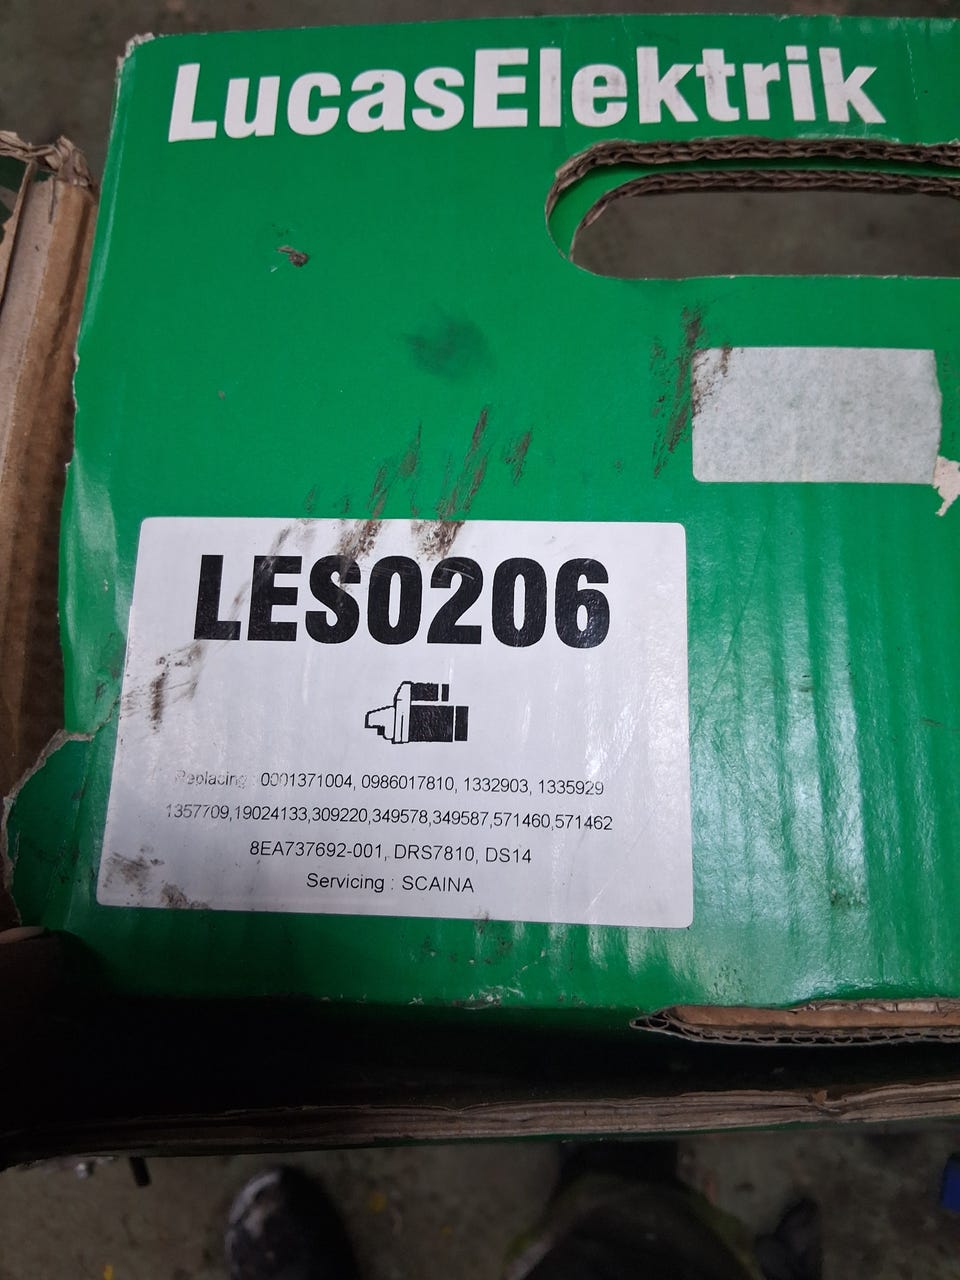 LucasElektrik
LES0206
Replacing : 0001371004, 0986017810, 1332903, 1335929
1357709,19024133,309220,349578,349587,571460,571462
8EA737692-001, DRS7810, DS14
Servicing : SCAINA